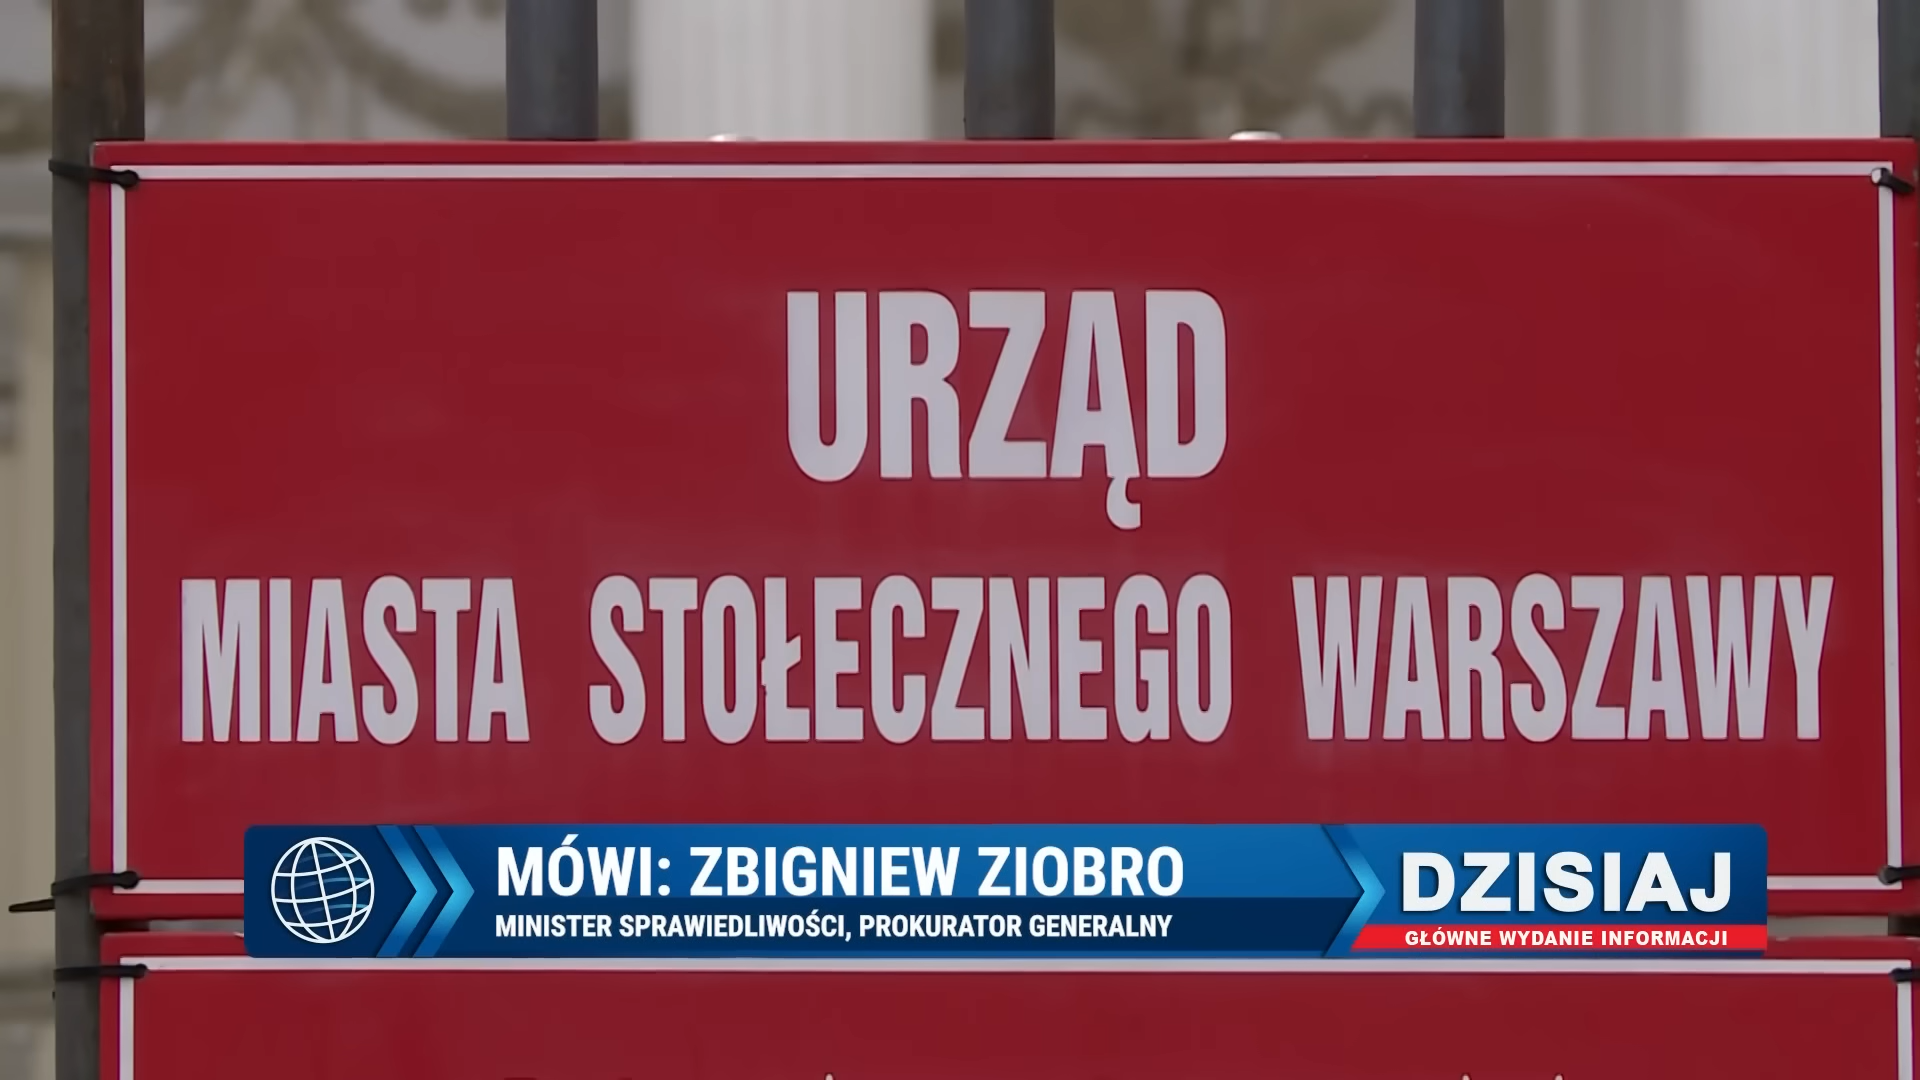 URZĄD
MIASTA STOŁECZNEGO WARSZAWY
MÓWI: ZBIGNIEW ZIOBRO
MINISTER SPRAWIEDLIWOŚCI, PROKURATOR GENERALNY
DZISIAJ
GŁÓWNE WYDANIE INFORMACJI